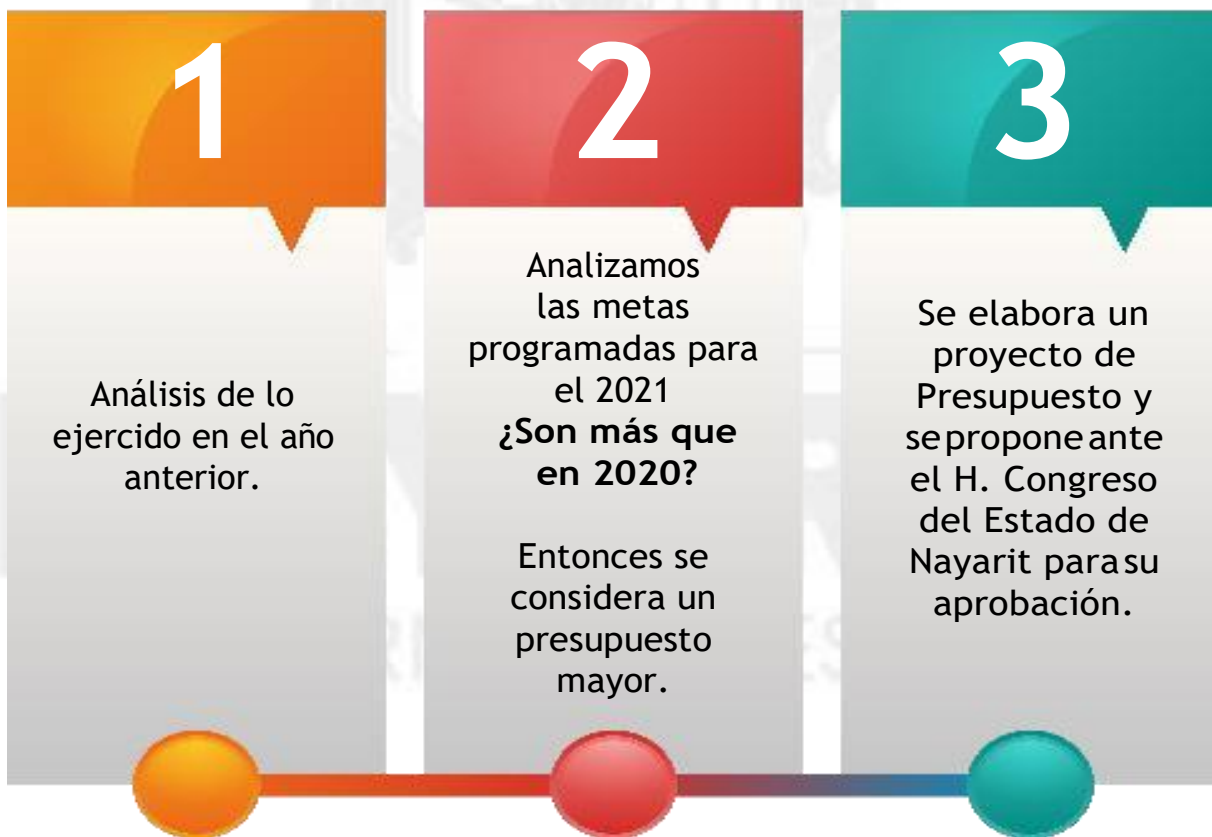 1
Análisis de lo
ejercido en el año
anterior.
2
Analizamos
las metas
programadas para
el 2021
¿Son más que
en 2020?
Entonces se
considera un
presupuesto
mayor.
3
Se elabora un
proyecto de
Presupuesto y
se propone ante
el H. Congreso
del Estado de
Nayarit para su
aprobación.